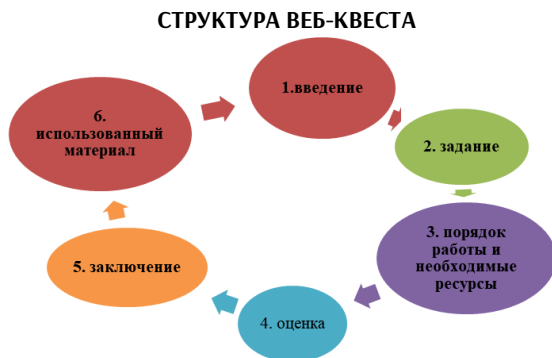 СТРУКТУРА ВЕБ-КВЕСТА
1.введение
2. задание
3. порядок
работы и
необходимые
ресурсы
4. оценка
5. заключение
6.
использованный
материал